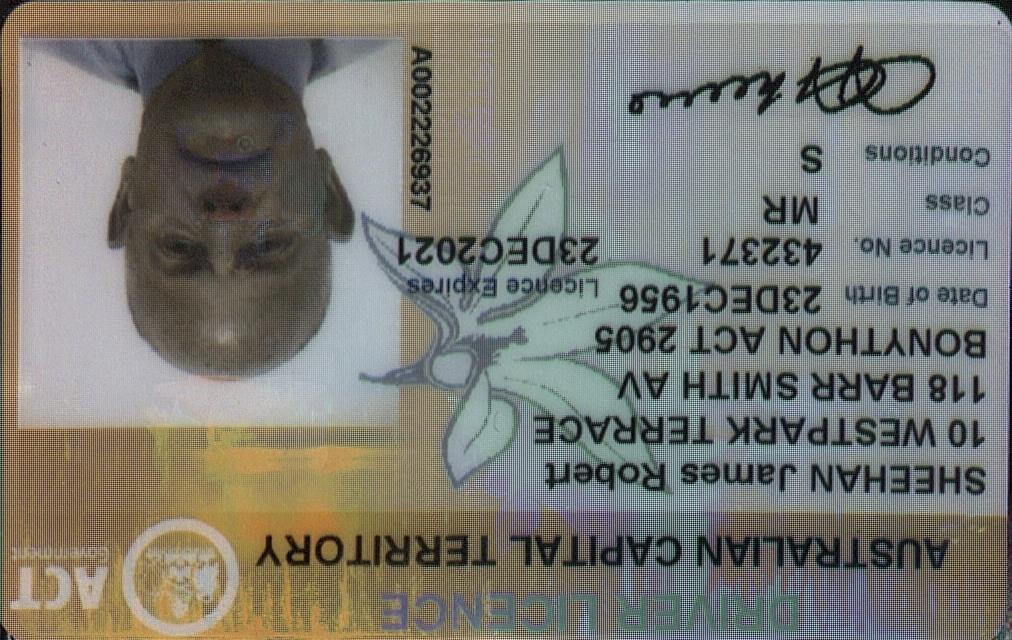 DRIVER LICENCE
AUSTRALIAN CAPITAL TERRITORY
ACT
Government
SHEEHAN James Robert
10 WESTPARK TERRACE
118 BARR SMITH AV
BONYTHON ACT 2905
Date of Birth 23DEC1956
Licence Expires
Licence No. 432371 23DEC2021
Class MR
Conditions S
A002226937